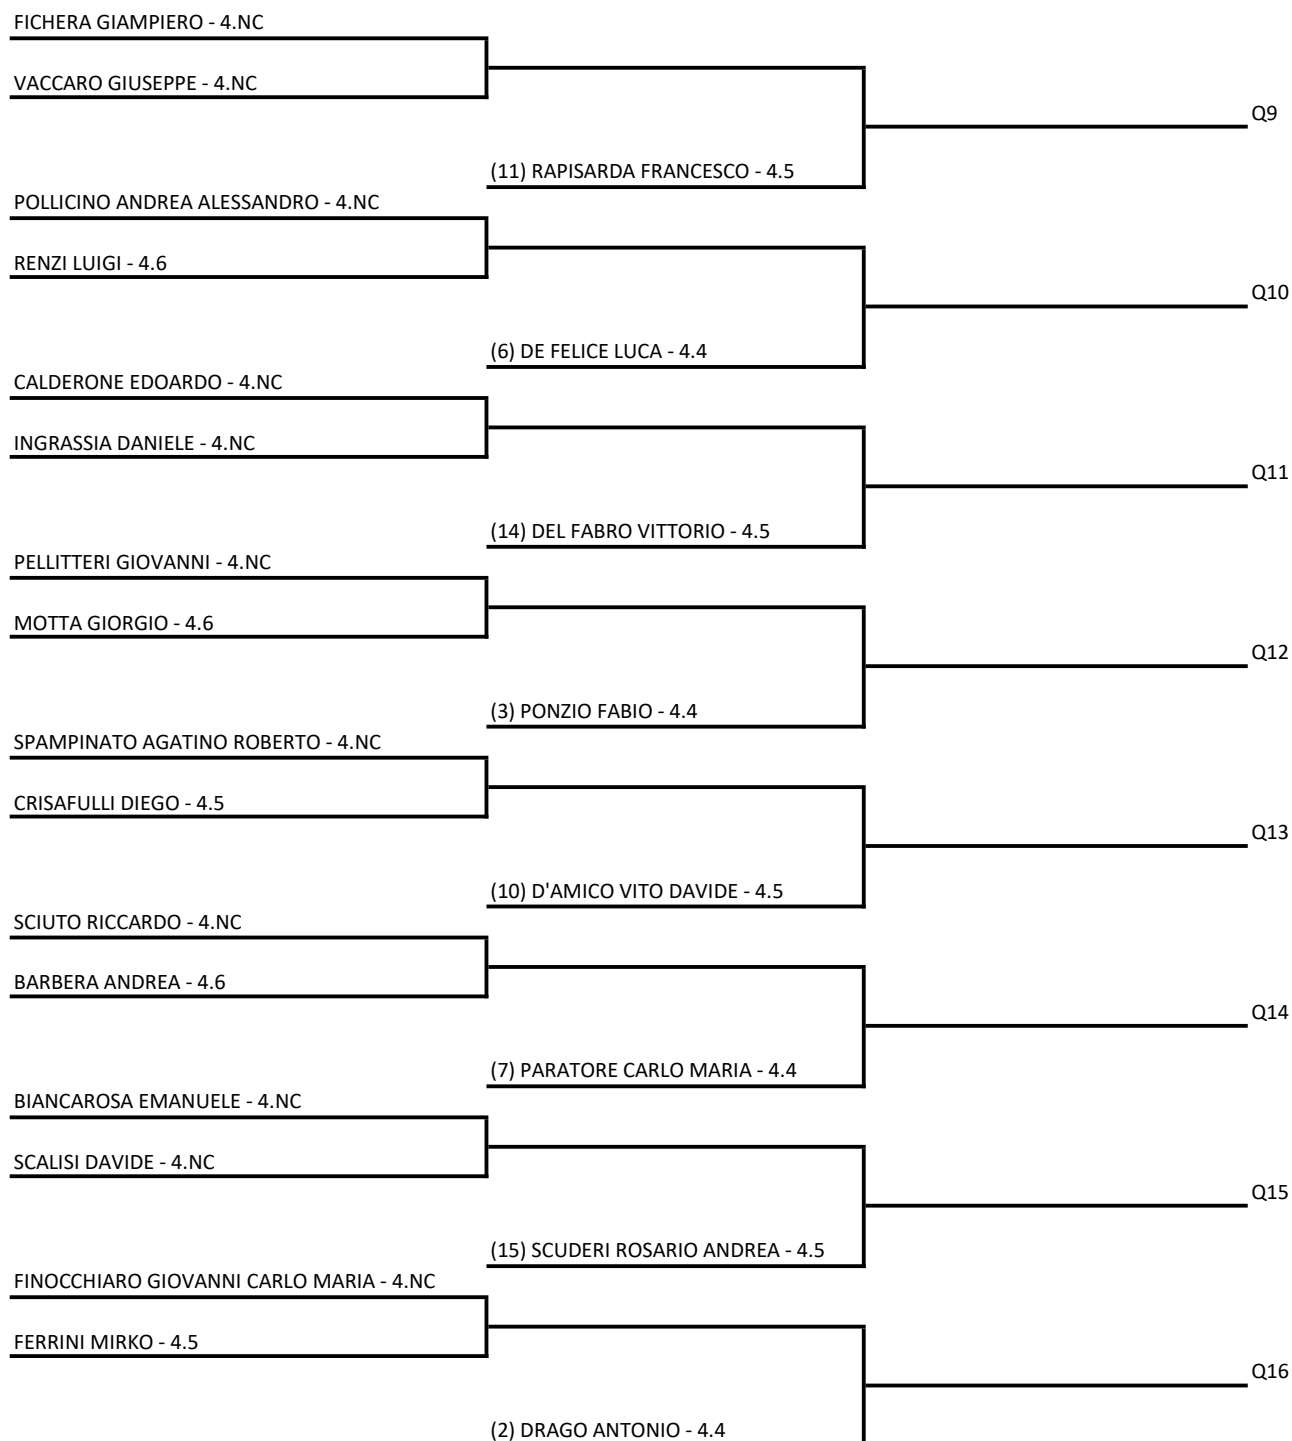 FICHERA GIAMPIERO - 4.NC
VACCARO GIUSEPPE - 4.NC
Q9
(11) RAPISARDA FRANCESCO - 4.5
POLLICINO ANDREA ALESSANDRO - 4.NC
RENZI LUIGI - 4.6
Q10
(6) DE FELICE LUCA - 4.4
CALDERONE EDOARDO - 4.NC
INGRASSIA DANIELE - 4.NC
Q11
(14) DEL FABRO VITTORIO - 4.5
PELLITTERI GIOVANNI - 4.NC
MOTTA GIORGIO - 4.6
Q12
(3) PONZIO FABIO - 4.4
SPAMPINATO AGATINO ROBERTO - 4.NC
CRISAFULLI DIEGO - 4.5
Q13
(10) D'AMICO VITO DAVIDE - 4.5
SCIUTO RICCARDO - 4.NC
BARBERA ANDREA - 4.6
Q14
(7) PARATORE CARLO MARIA - 4.4
BIANCAROSA EMANUELE - 4.NC
SCALISI DAVIDE - 4.NC
Q15
(15) SCUDERI ROSARIO ANDREA - 4.5
FINOCCHIARO GIOVANNI CARLO MARIA - 4.NC
FERRINI MIRKO - 4.5
Q16
(2) DRAGO ANTONIO - 4.4